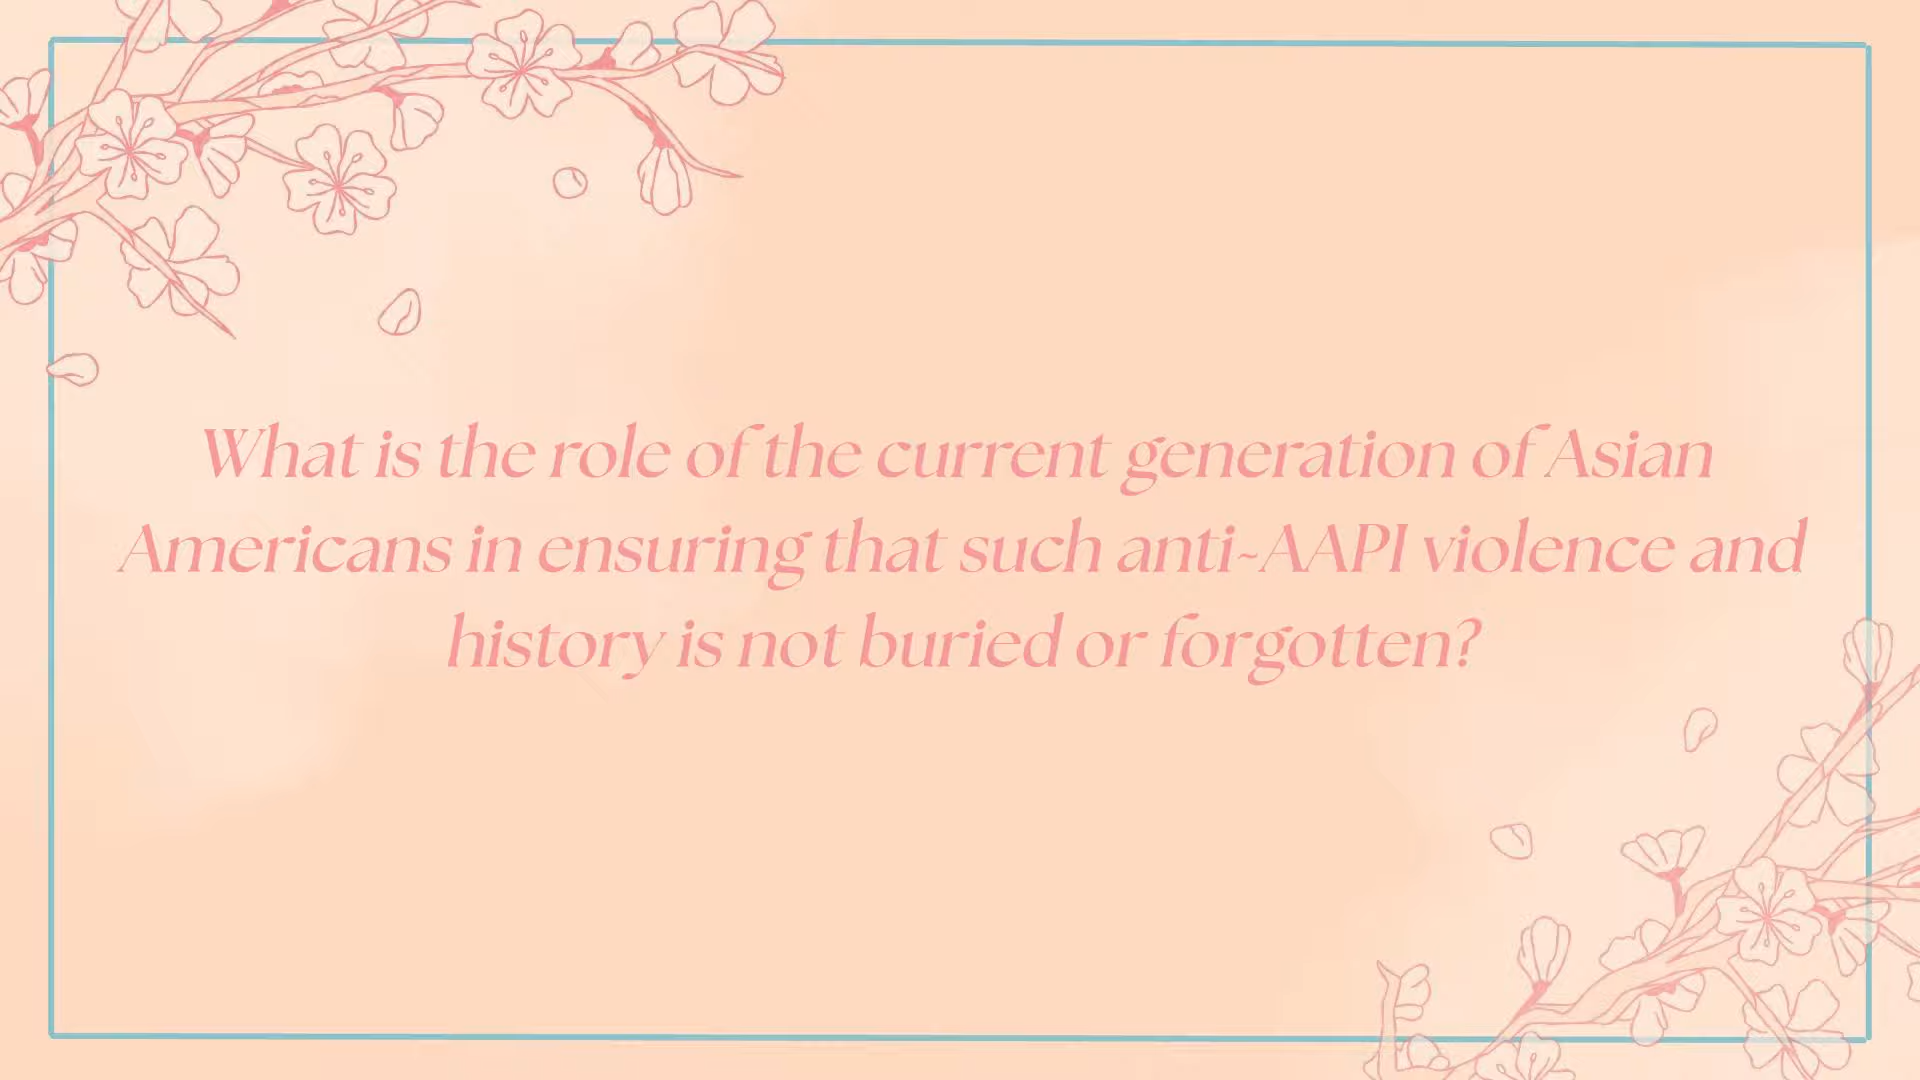 What is the role of the current generation of Asian
Americans in ensuring that such anti-AAPI violence and
history is not buried or forgotten?